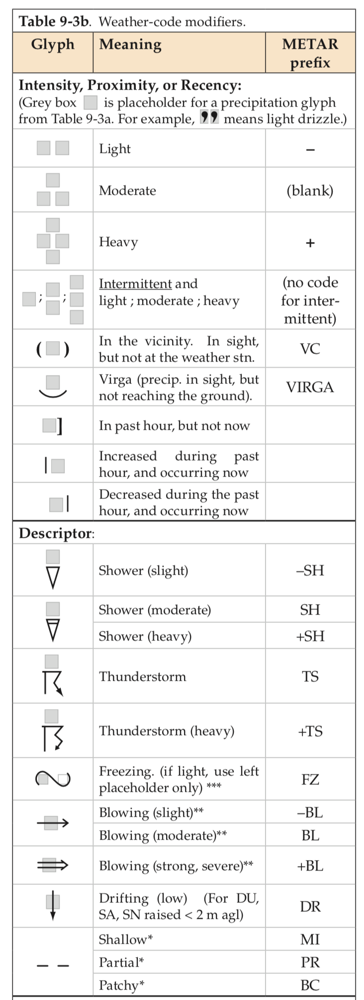 Table 9-3b. Weather-code modifiers.
Glyph Meaning METAR
prefix
Intensity, Proximity, or Recency:
(Grey box is placeholder for a precipitation glyph
from Table 9-3a. For example, ❜❜ means light drizzle.)
Light –
Moderate (blank)
Heavy +
; ; Intermittent and
light ; moderate ; heavy
(no code
for inter-
mittent)
( ) In the vicinity. In sight,
but not at the weather stn.
VC
Virga (precip. in sight, but
not reaching the ground).
VIRGA
] In past hour, but not now
| Increased during past
hour, and occurring now
| Decreased during the past
hour, and occurring now
Descriptor:
Shower (slight) –SH
Shower (moderate) SH
Shower (heavy) +SH
Thunderstorm TS
Thunderstorm (heavy) +TS
Freezing. (if light, use left
placeholder only) ***
FZ
Blowing (slight)** –BL
Blowing (moderate)** BL
Blowing (strong, severe)** +BL
Drifting (low) (For DU,
SA, SN raised < 2 m agl)
DR
Shallow* MI
– – Partial* PR
Patchy* BC